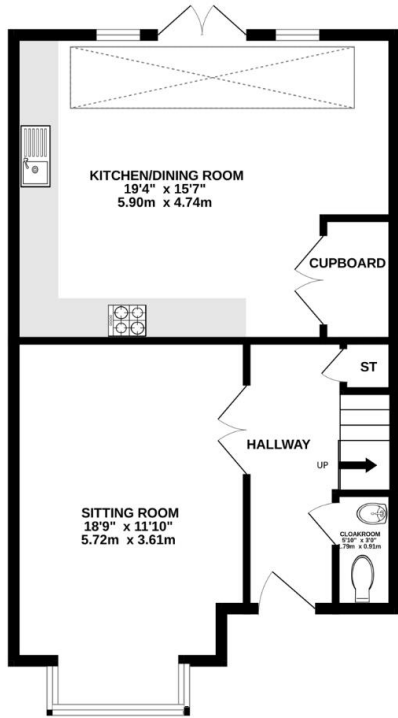 KITCHEN/DINING ROOM
19'4" x 15'7"
5.90m x 4.74m
CUPBOARD
ST
HALLWAY
UP
SITTING ROOM
18'9" x 11'10"
5.72m x 3.61m
CLOAKROOM
5'10" x 3'0"
1.79m x 0.91m